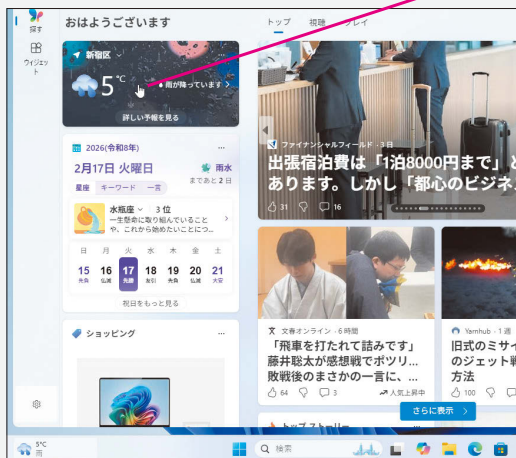 探す
ウィジェッ
ト
おはようございます
新宿区
5
°C
雨が降っています
詳しい予報を見る
2026(令和8年)
2月17日 火曜日
雨水
まであと2日
星座 キーワード 一言
水瓶座 3 位
一生懸命に取り組んでいること
や、これから始めたいことにつ...
日 月 火 水 木 金 土
15 16 17 18 19 20 21
先負 仏滅 先勝 友引 先負 仏滅 大安
祝日をもっと見る
ショッピング
トップ 視聴 プレイ
ファイナンシャルフィールド · 3日
出張宿泊費は「1泊8000円まで」と
あります。しかし「都心のビジネ
31 16
文春オンライン · 6時間
「飛車を打たれて詰みです」
藤井聡太が感想戦でポツリ...
敗戦後のまさかの一言に、...
64 3 人気上昇中
Yamhub · 1週
旧式のミサイ
のジェット戦
方法
100
さらに表示
トップ ストーリー
5°C
雨
検索